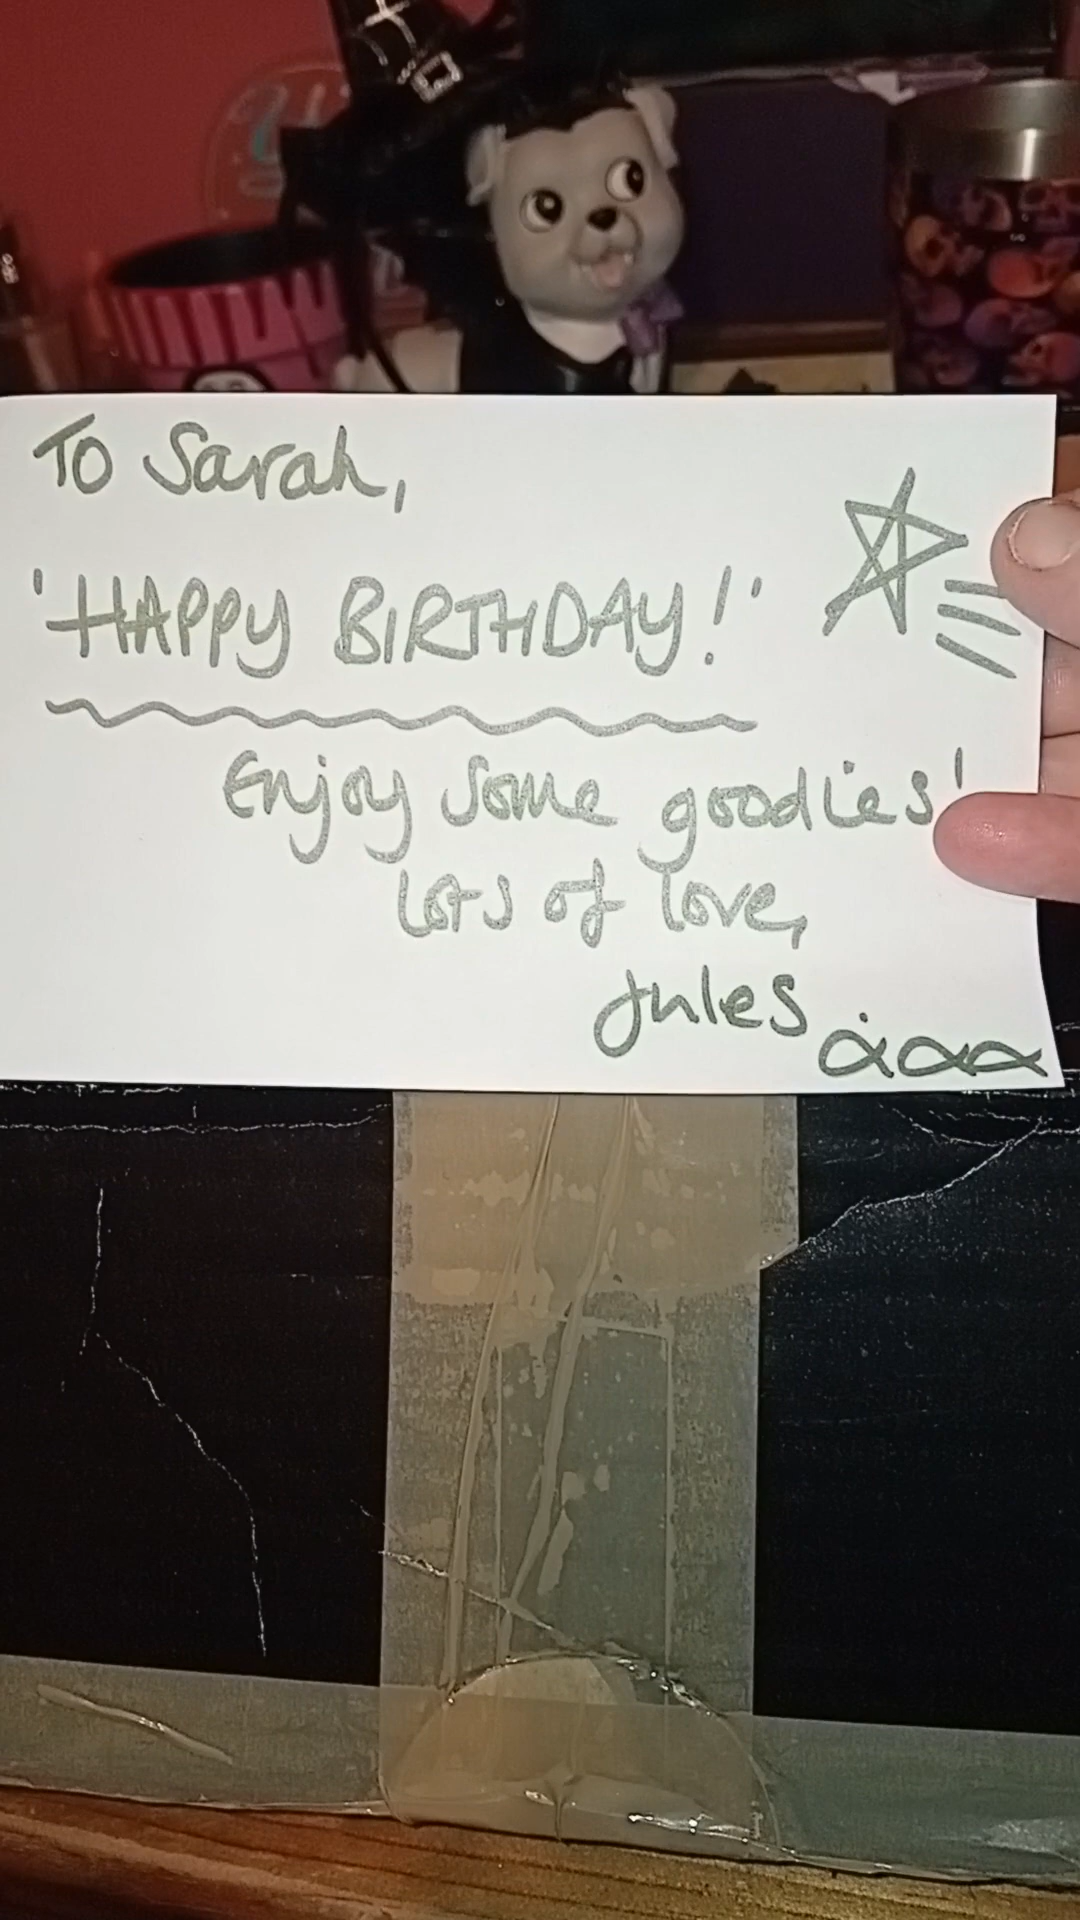 To Sarah,
'HAPPY BIRTHDAY!'
Enjoy some goodies!
lots of love,
Jules xxx